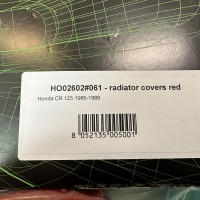 HO02602#061 - radiator covers red
Honda CR 125 1985-1986
8 052135 005001